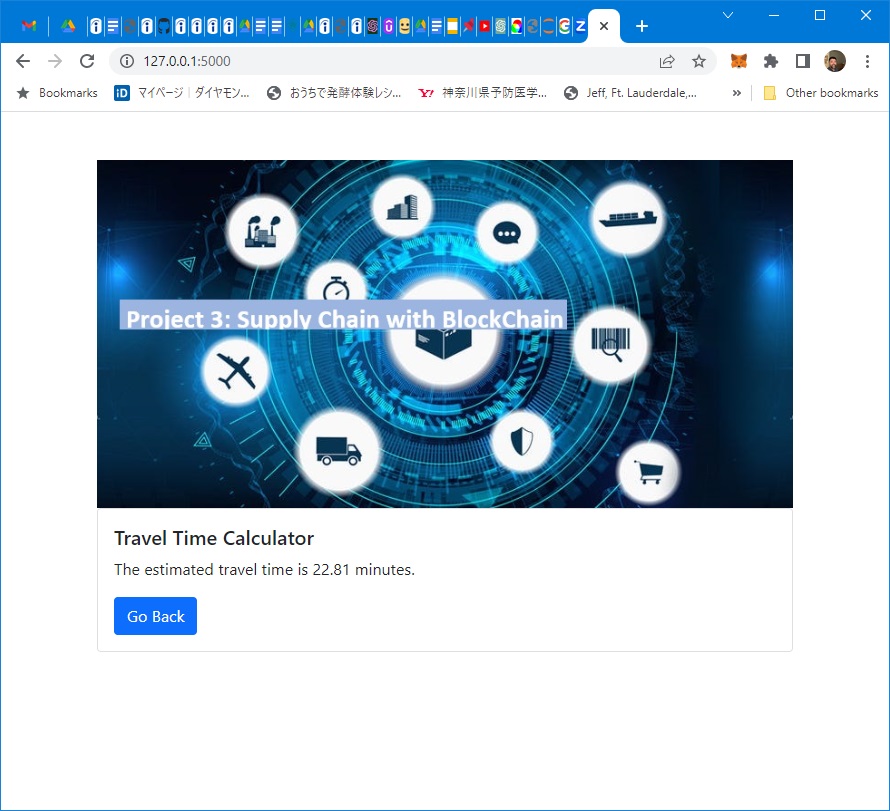 127.0.0.1:5000
Bookmarks
iD マイページ | ダイヤモン...
おうちで発酵体験レシ...
Y! 神奈川県予防医学...
Jeff, Ft. Lauderdale,...
»
Other bookmarks
Project 3: Supply Chain with BlockChain
Travel Time Calculator
The estimated travel time is 22.81 minutes.
Go Back